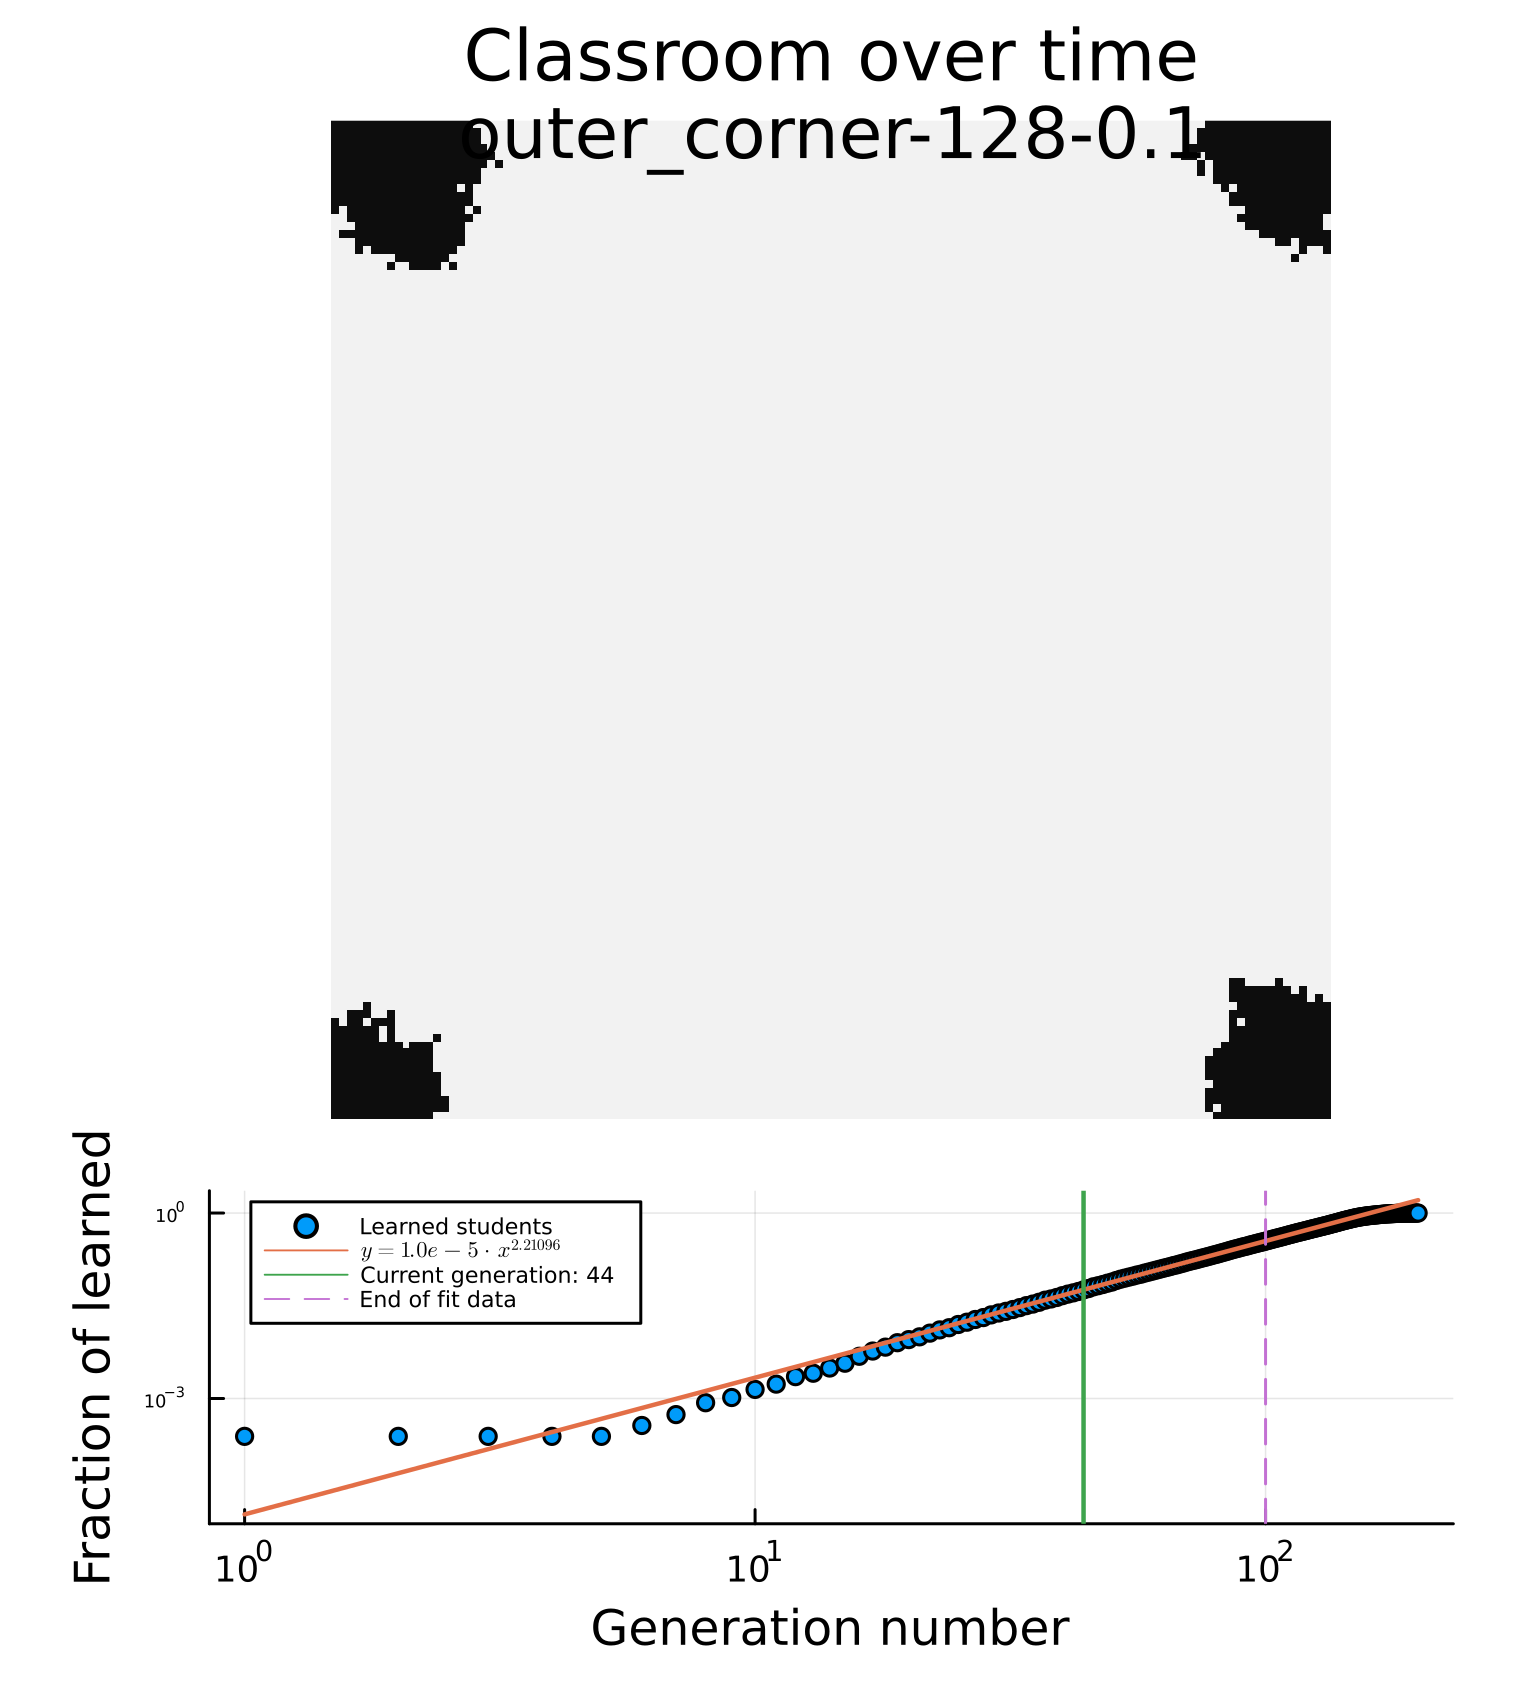 Classroom over time
outer_corner-128-0.1
Fraction of learned
10^0
10^-3
Learned students
y = 1.0e − 5 · x^2.21096
Current generation: 44
End of fit data
10^0
10^1
10^2
Generation number